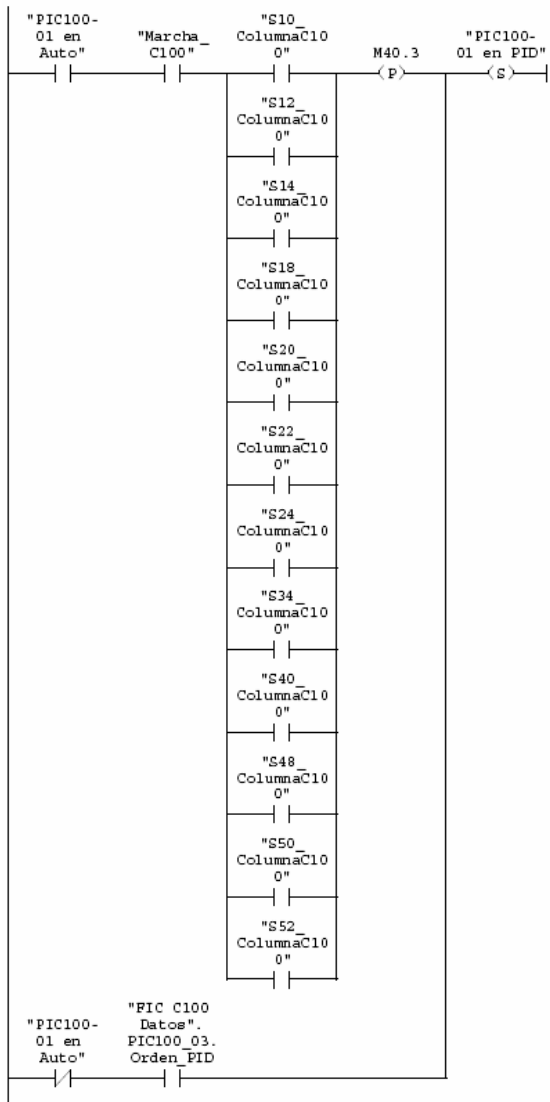 "PIC100-
01 en
Auto"
"Marcha_
C100"
"S10_
ColumnaC10
0"
M40.3
P
"PIC100-
01 en PID"
S
"S12_
ColumnaC10
0"
"S14_
ColumnaC10
0"
"S18_
ColumnaC10
0"
"S20_
ColumnaC10
0"
"S22_
ColumnaC10
0"
"S24_
ColumnaC10
0"
"S34_
ColumnaC10
0"
"S40_
ColumnaC10
0"
"S48_
ColumnaC10
0"
"S50_
ColumnaC10
0"
"S52_
ColumnaC10
0"
"PIC100-
01 en
Auto"
"FIC C100
Datos".
PIC100_03.
Orden_PID